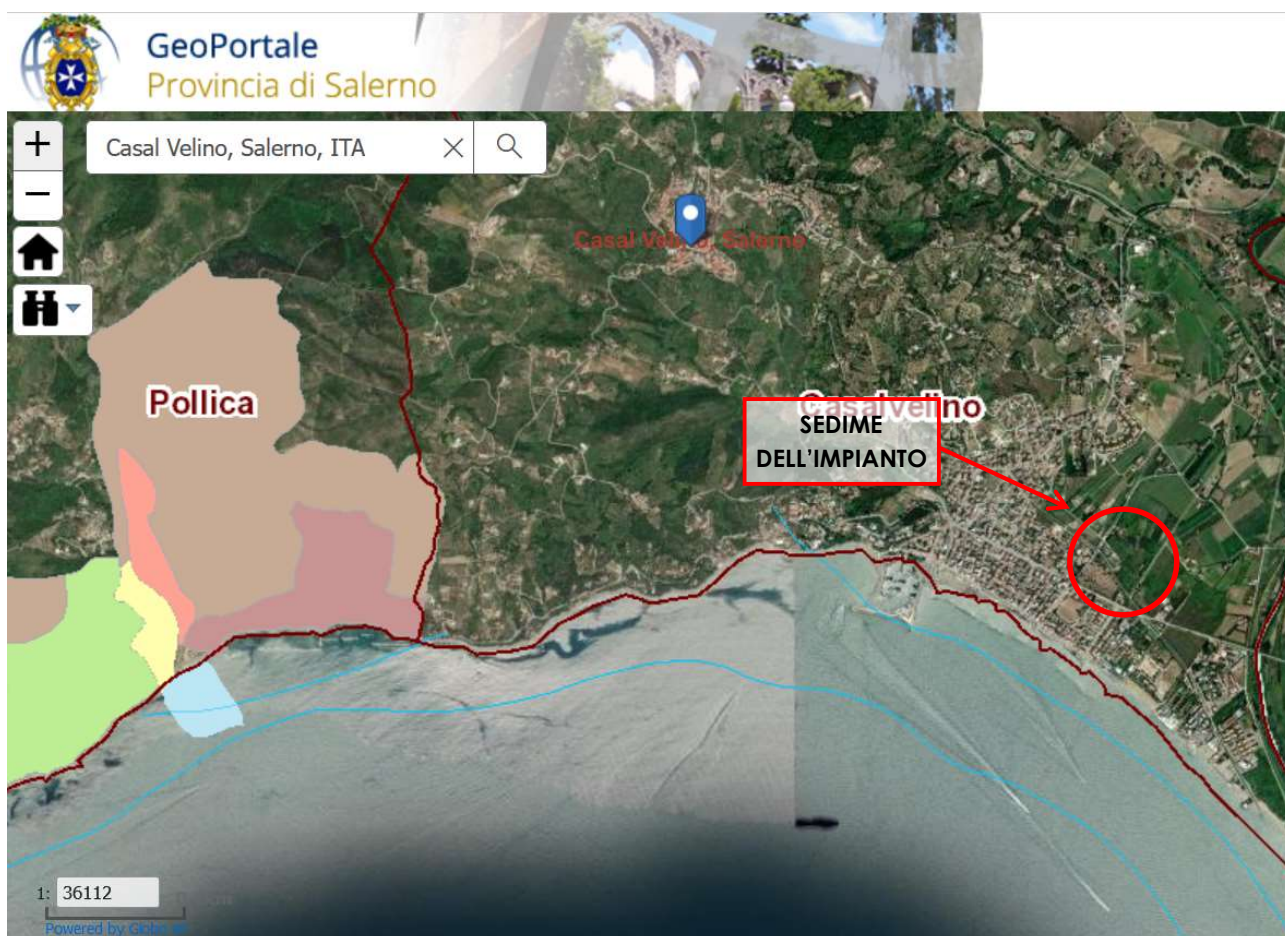 GeoPortale
Provincia di Salerno
+
Casal Velino, Salerno, ITA
−
Casal Velino, Salerno
Pollica
Casalvelino
SEDIME
DELL'IMPIANTO
1: 36112
Powered by